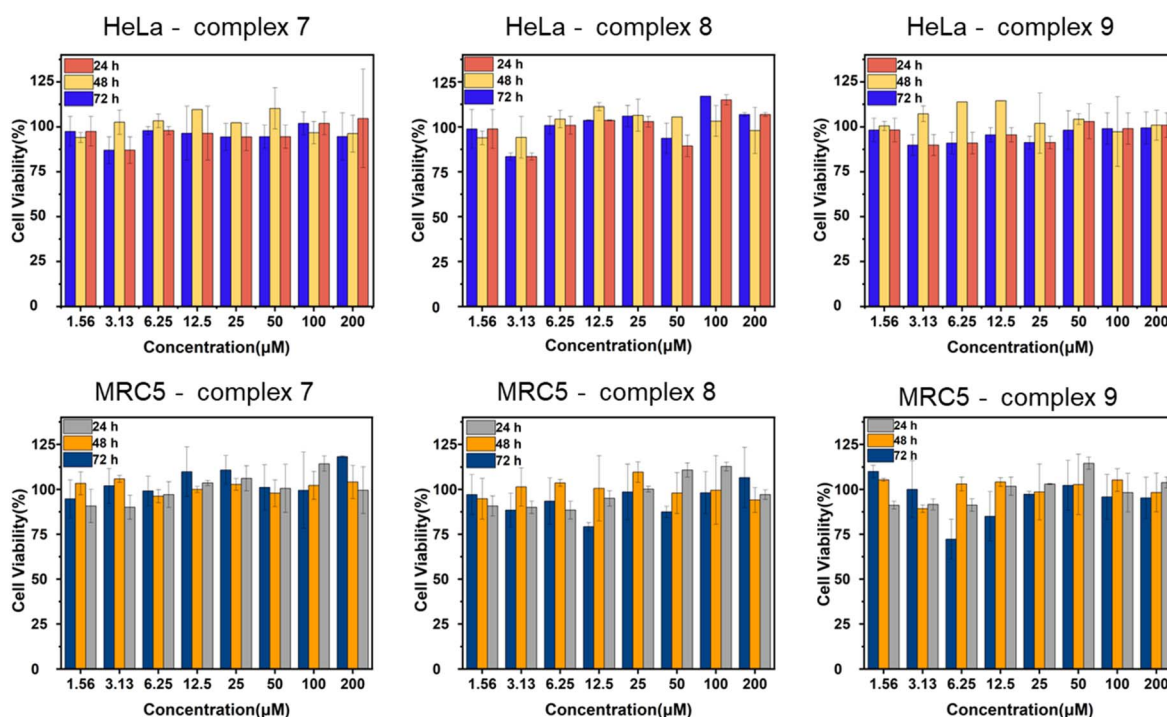 HeLa - complex 7
HeLa - complex 8
HeLa - complex 9
24 h
48 h
72 h
125
100
75
50
25
0
Cell Viability(%)
1.56 3.13 6.25 12.5 25 50 100 200
Concentration(µM)
24 h
48 h
72 h
125
100
75
50
25
0
Cell Viability(%)
1.56 3.13 6.25 12.5 25 50 100 200
Concentration(µM)
24 h
48 h
72 h
125
100
75
50
25
0
Cell Viability(%)
1.56 3.13 6.25 12.5 25 50 100 200
Concentration(µM)
MRC5 - complex 7
MRC5 - complex 8
MRC5 - complex 9
24 h
48 h
72 h
125
100
75
50
25
0
Cell Viability(%)
1.56 3.13 6.25 12.5 25 50 100 200
Concentration(µM)
24 h
48 h
72 h
125
100
75
50
25
0
Cell Viability(%)
1.56 3.13 6.25 12.5 25 50 100 200
Concentration(µM)
24 h
48 h
72 h
125
100
75
50
25
0
Cell Viability(%)
1.56 3.13 6.25 12.5 25 50 100 200
Concentration(µM)